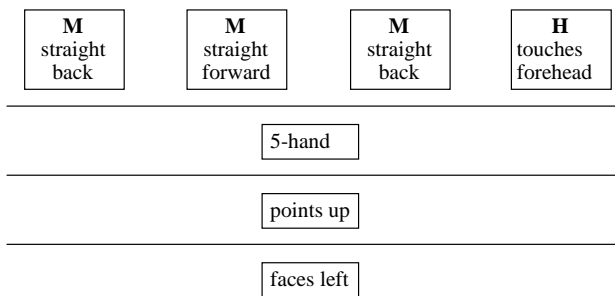 M M M H
straight straight straight touches
back forward back forehead
5-hand
points up
faces left